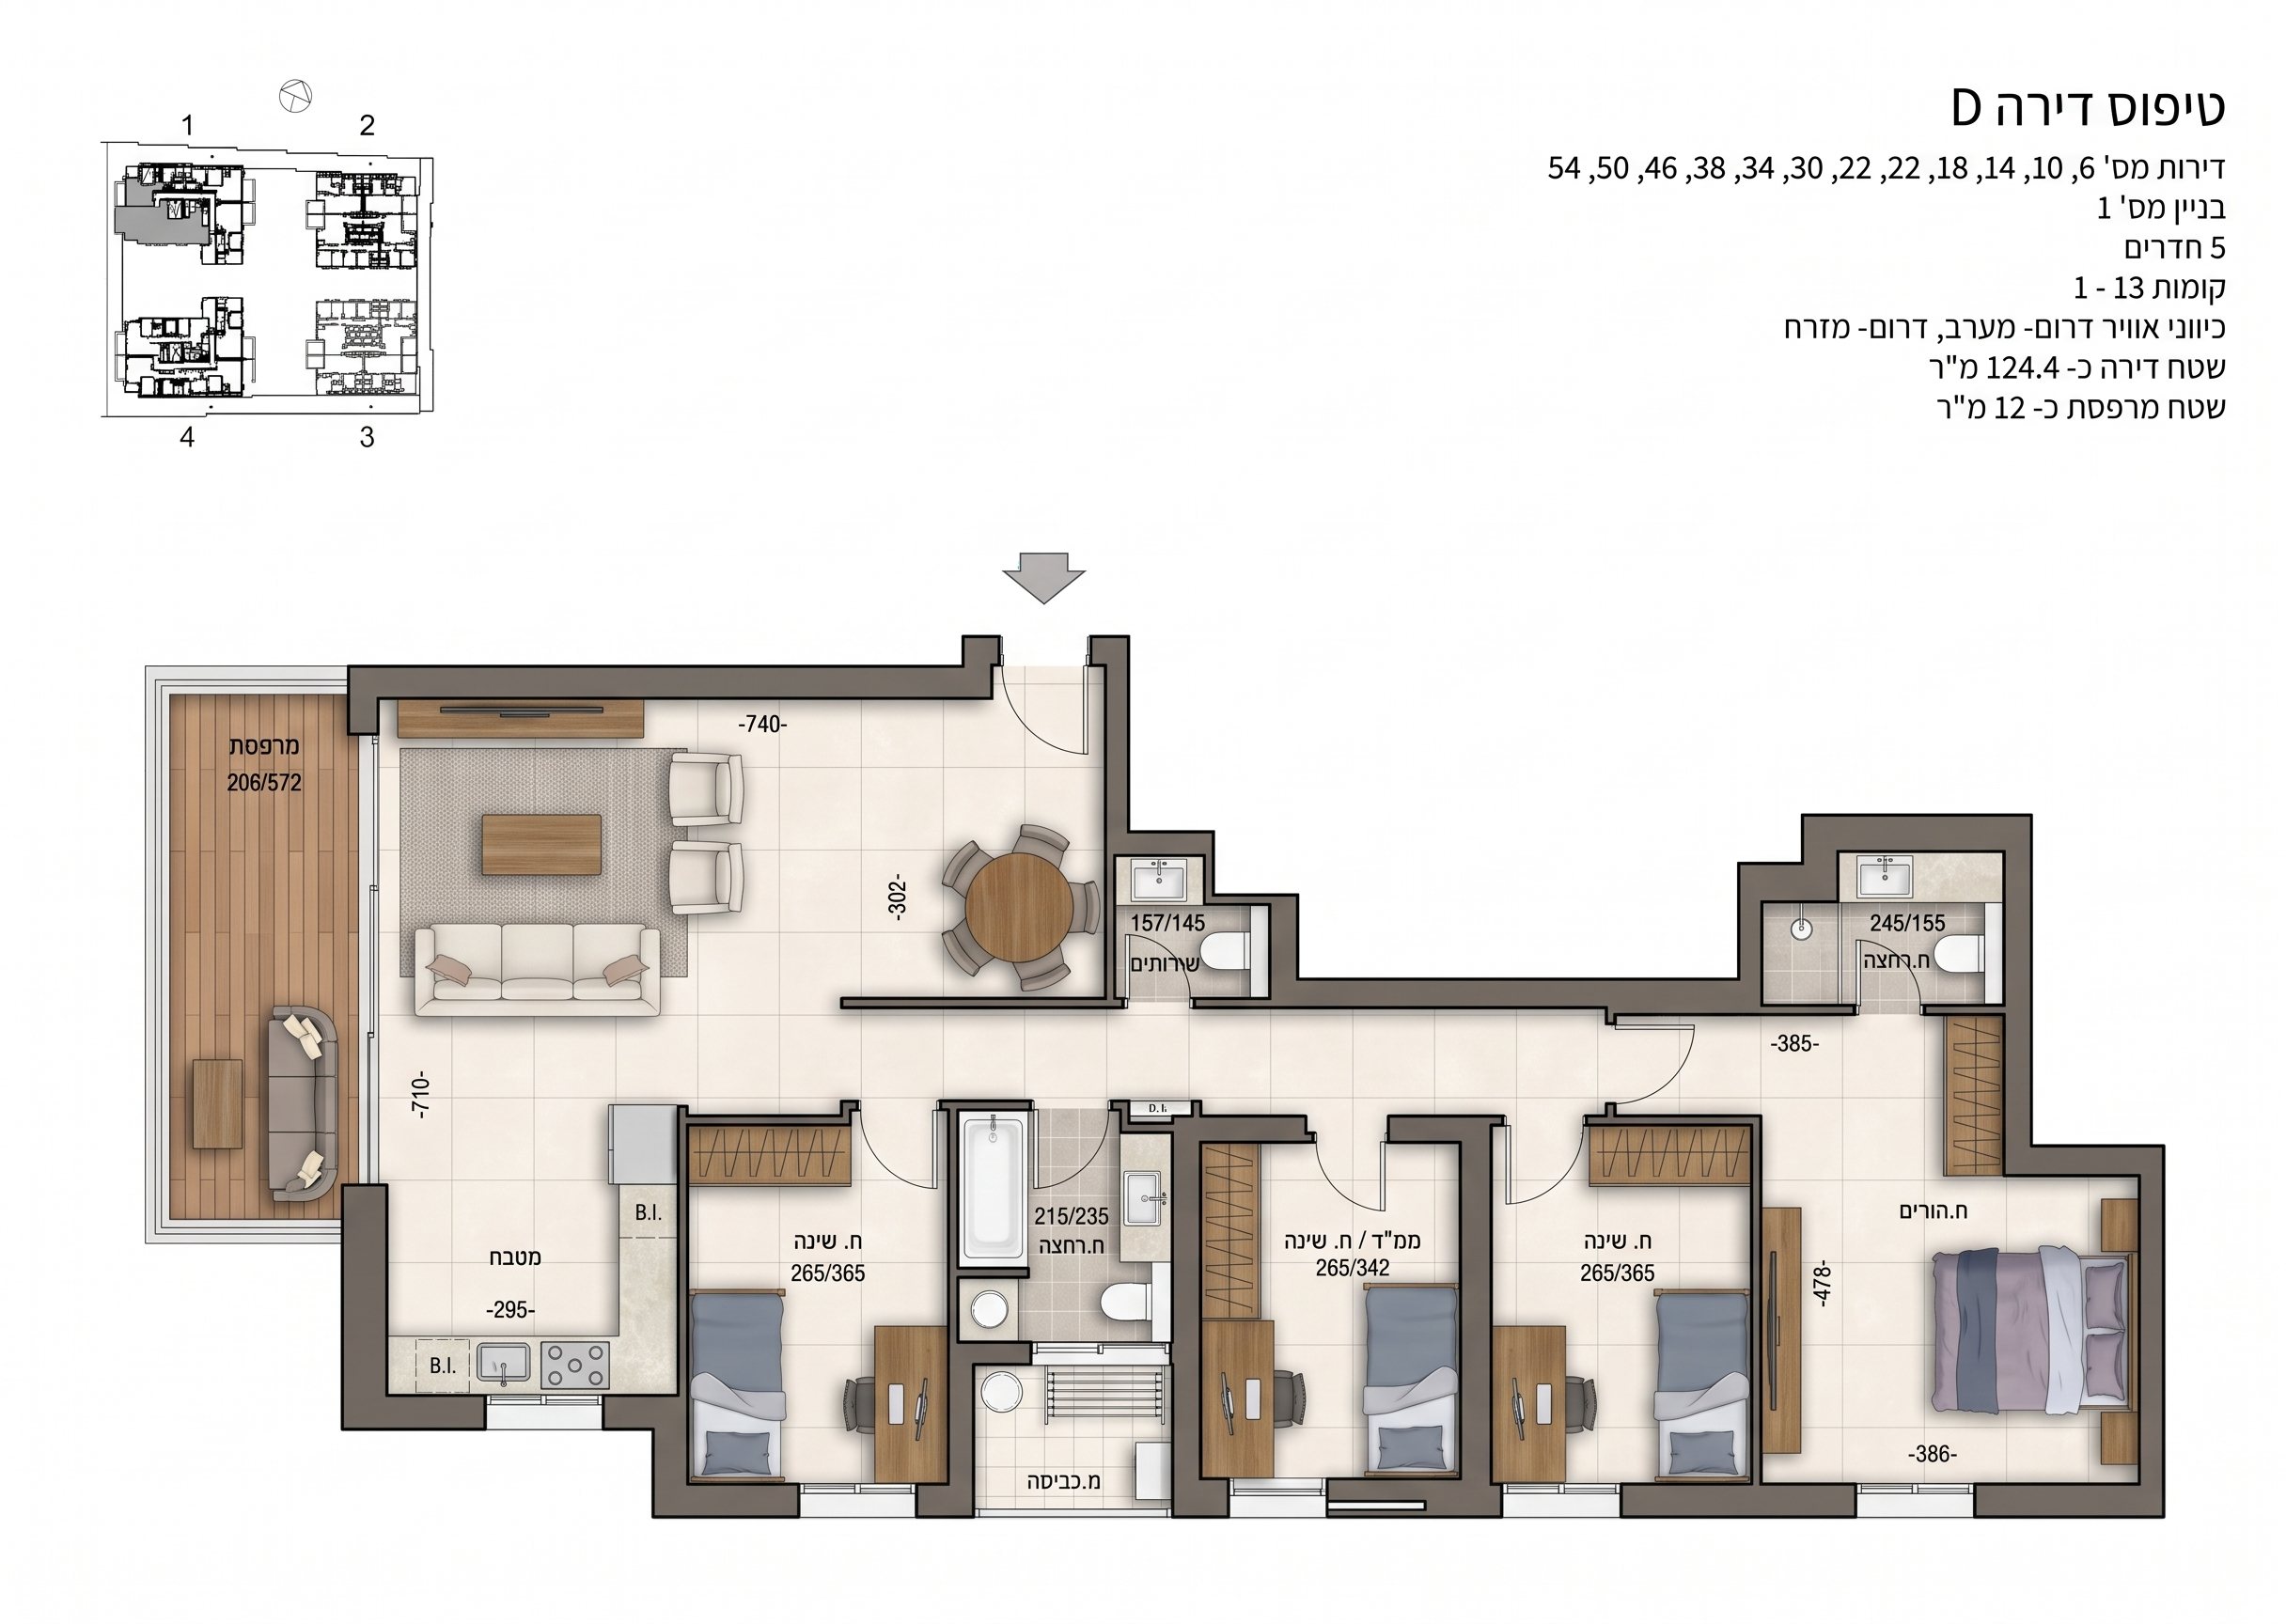 טיפוס דירה D
דירות מס' 6, 10, 14, 18, 22, 22, 30, 34, 38, 46, 50, 54
בניין מס' 1
5 חדרים
קומות 13 - 1
כיווני אוויר דרום- מערב, דרום- מזרח
שטח דירה כ- 124.4 מ"ר
שטח מרפסת כ- 12 מ"ר
1
2
4
3
-740-
מרפסת
206/572
-302-
157/145
שירותים
245/155
ח.רחצה
-385-
-710-
B.I.
ח.הורים
215/235
ח.רחצה
ח. שינה
265/365
ממ"ד / ח. שינה
265/342
ח. שינה
265/365
מטבח
-295-
-478-
B.I.
-386-
מ.כביסה